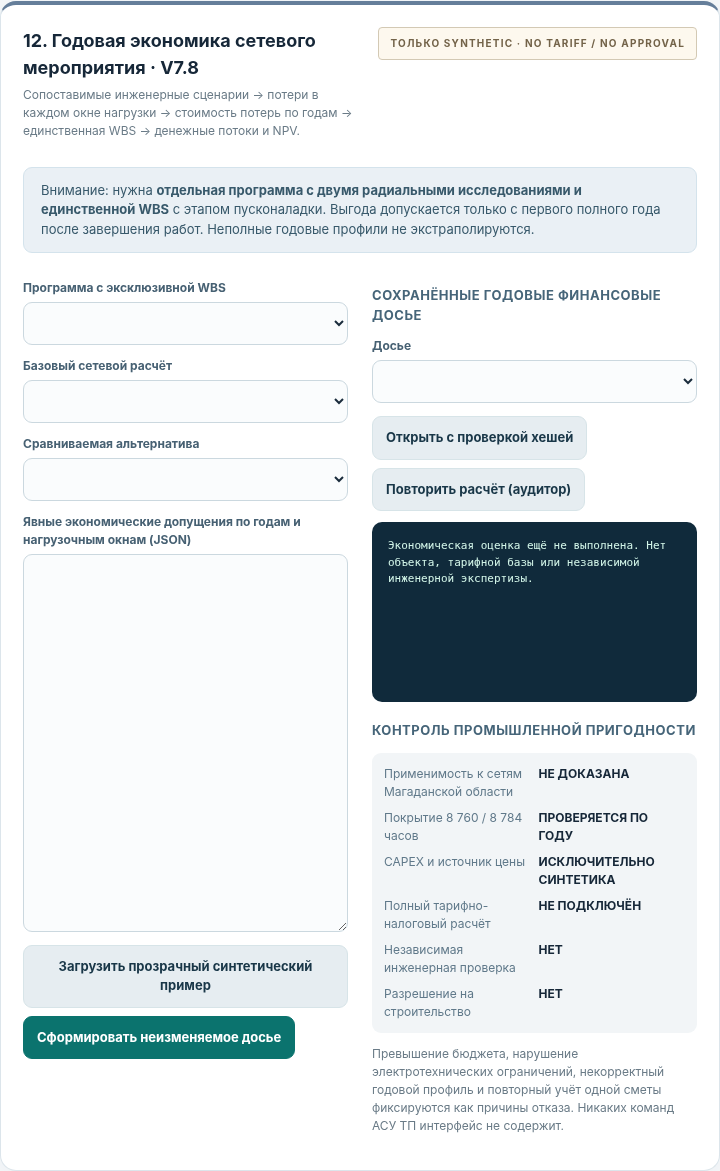 12. Годовая экономика сетевого
мероприятия · V7.8
ТОЛЬКО SYNTHETIC · NO TARIFF / NO APPROVAL
Сопоставимые инженерные сценарии → потери в
каждом окне нагрузки → стоимость потерь по годам →
единственная WBS → денежные потоки и NPV.
Внимание: нужна отдельная программа с двумя радиальными исследованиями и
единственной WBS с этапом пусконаладки. Выгода допускается только с первого полного года
после завершения работ. Неполные годовые профили не экстраполируются.
Программа с эксклюзивной WBS
Базовый сетевой расчёт
Сравниваемая альтернатива
Явные экономические допущения по годам и
нагрузочным окнам (JSON)
Загрузить прозрачный синтетический
пример
Сформировать неизменяемое досье
СОХРАНЁННЫЕ ГОДОВЫЕ ФИНАНСОВЫЕ
ДОСЬЕ
Досье
Открыть с проверкой хешей
Повторить расчёт (аудитор)
Экономическая оценка ещё не выполнена. Нет
объекта, тарифной базы или независимой
инженерной экспертизы.
КОНТРОЛЬ ПРОМЫШЛЕННОЙ ПРИГОДНОСТИ
Применимость к сетям
Магаданской области
НЕ ДОКАЗАНА
Покрытие 8 760 / 8 784
часов
ПРОВЕРЯЕТСЯ ПО
ГОДУ
CAPEX и источник цены
ИСКЛЮЧИТЕЛЬНО
СИНТЕТИКА
Полный тарифно-
налоговый расчёт
НЕ ПОДКЛЮЧЁН
Независимая
инженерная проверка
НЕТ
Разрешение на
строительство
НЕТ
Превышение бюджета, нарушение
электротехнических ограничений, некорректный
годовой профиль и повторный учёт одной сметы
фиксируются как причины отказа. Никаких команд
АСУ ТП интерфейс не содержит.